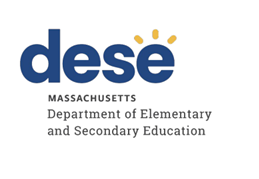 dese
MASSACHUSETTS
Department of Elementary
and Secondary Education